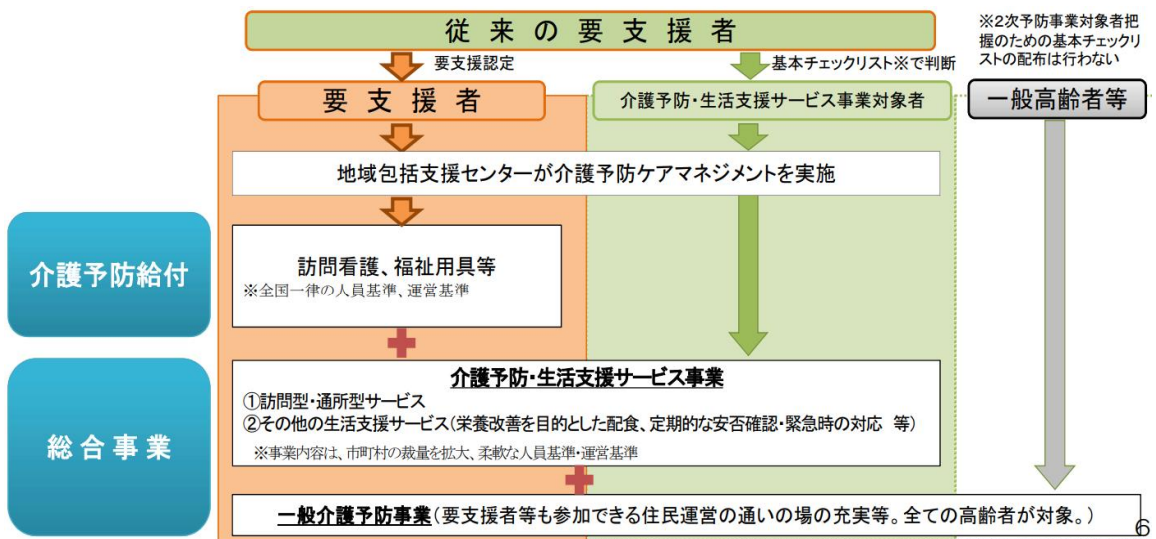 従来の要支援者
※2次予防事業対象者把
握のための基本チェックリ
ストの配布は行わない
要支援認定
基本チェックリスト※で判断
要支援者
介護予防・生活支援サービス事業対象者
一般高齢者等
地域包括支援センターが介護予防ケアマネジメントを実施
介護予防給付
訪問看護、福祉用具等
※全国一律の人員基準、運営基準
総合事業
介護予防・生活支援サービス事業
①訪問型・通所型サービス
②その他の生活支援サービス(栄養改善を目的とした配食、定期的な安否確認・緊急時の対応 等)
※事業内容は、市町村の裁量を拡大、柔軟な人員基準・運営基準
一般介護予防事業(要支援者等も参加できる住民運営の通いの場の充実等。全ての高齢者が対象。)
6